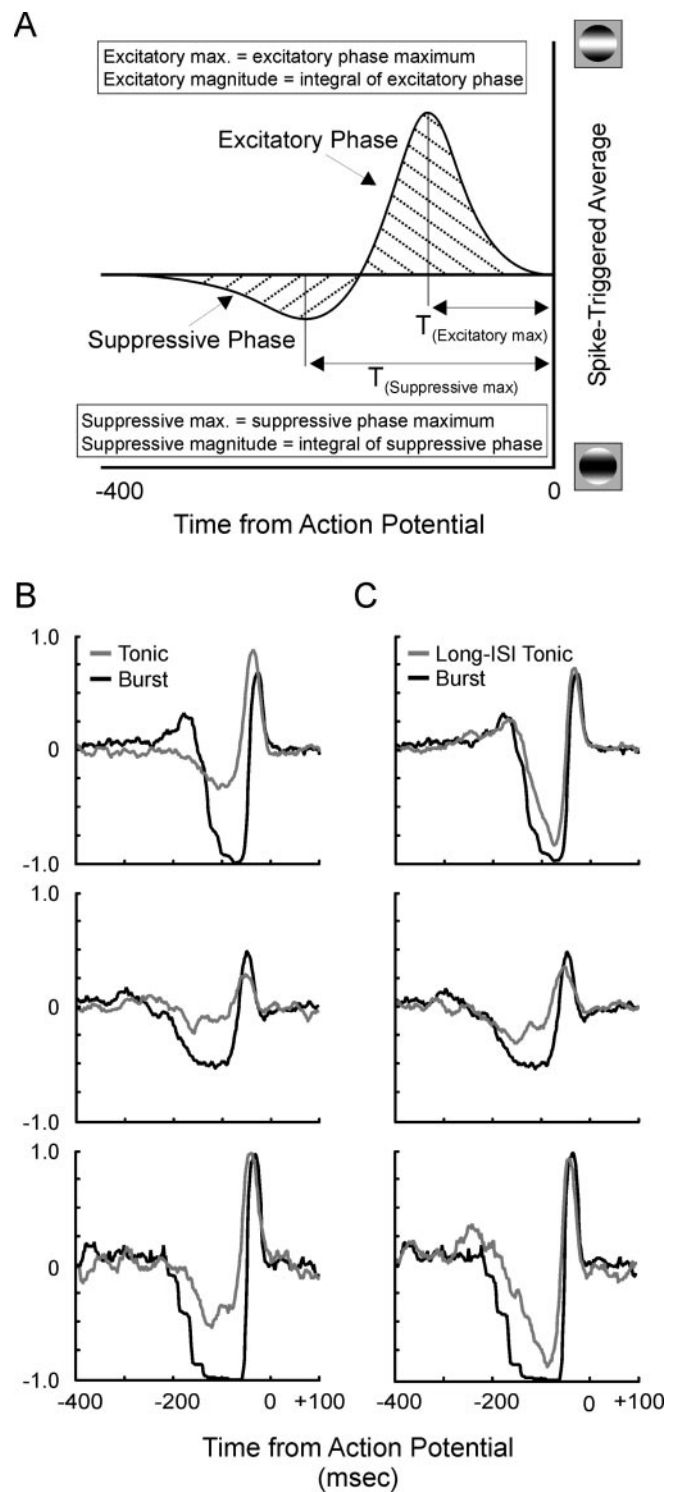 A
Excitatory max. = excitatory phase maximum
Excitatory magnitude = integral of excitatory phase
Excitatory Phase
Suppressive Phase
T(Excitatory max)
T(Suppressive max)
Suppressive max. = suppressive phase maximum
Suppressive magnitude = integral of suppressive phase
Spike-Triggered Average
-400
0
Time from Action Potential
B
C
1.0
Tonic
Burst
0
-1.0
Long-ISI Tonic
Burst
1.0
0
-1.0
1.0
0
-1.0
-400
-200
0
+100
-400
-200
0
+100
Time from Action Potential
(msec)